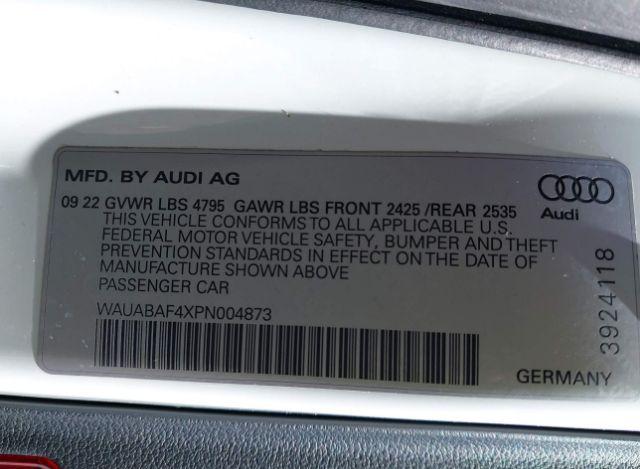 MFD. BY AUDI AG
09 22 GVWR LBS 4795 GAWR LBS FRONT 2425 /REAR 2535
THIS VEHICLE CONFORMS TO ALL APPLICABLE U.S.
FEDERAL MOTOR VEHICLE SAFETY, BUMPER AND THEFT
PREVENTION STANDARDS IN EFFECT ON THE DATE OF
MANUFACTURE SHOWN ABOVE
PASSENGER CAR
WAUABAF4XPN004873
Audi
3924118
GERMANY